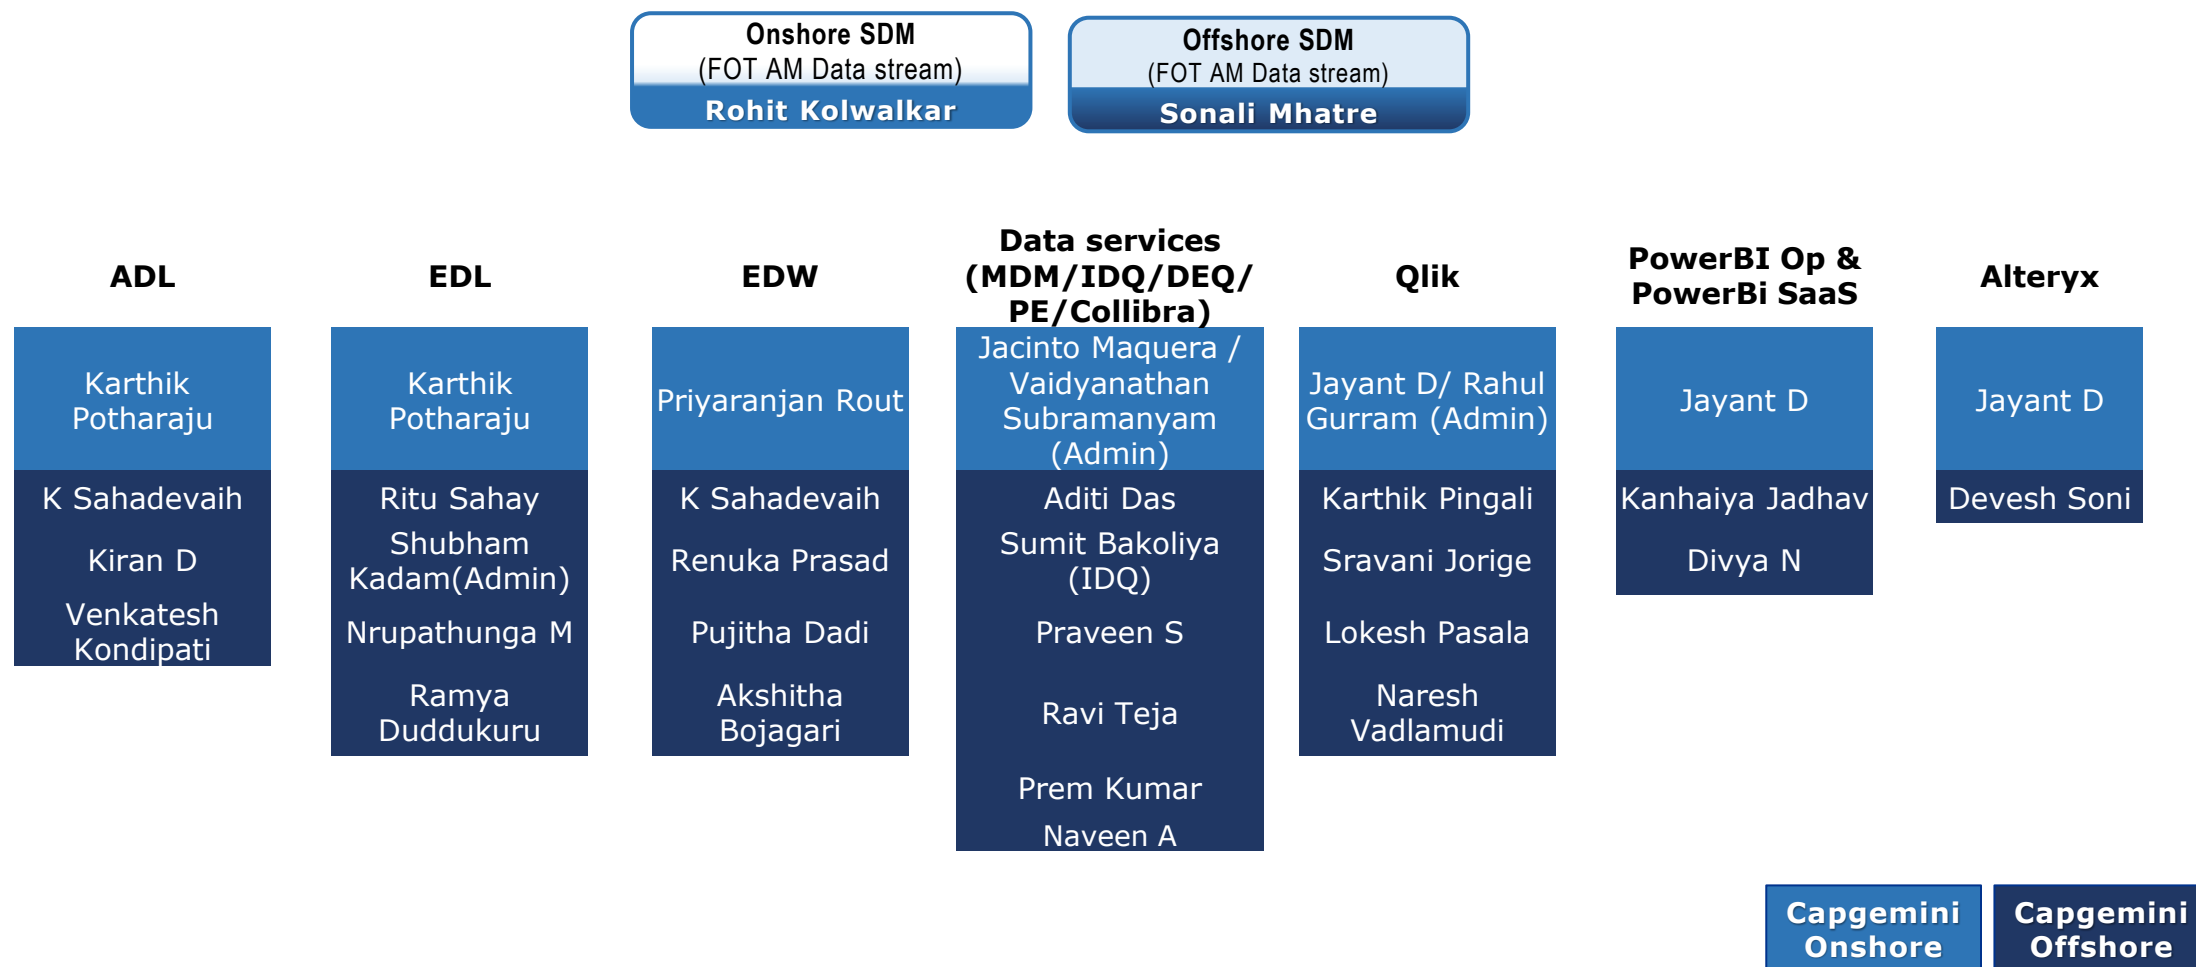 Onshore SDM
(FOT AM Data stream)
Rohit Kolwalkar
Offshore SDM
(FOT AM Data stream)
Sonali Mhatre
ADL
Karthik
Potharaju
K Sahadevaih
Kiran D
Venkatesh
Kondipati
EDL
Karthik
Potharaju
Ritu Sahay
Shubham
Kadam(Admin)
Nrupathunga M
Ramya
Duddukuru
EDW
Priyaranjan Rout
K Sahadevaih
Renuka Prasad
Pujitha Dadi
Akshitha
Bojagari
Data services
(MDM/IDQ/DEQ/
PE/Collibra)
Jacinto Maquera /
Vaidyanathan
Subramanyam
(Admin)
Aditi Das
Sumit Bakoliya
(IDQ)
Praveen S
Ravi Teja
Prem Kumar
Naveen A
Qlik
Jayant D/ Rahul
Gurram (Admin)
Karthik Pingali
Sravani Jorige
Lokesh Pasala
Naresh
Vadlamudi
PowerBI Op &
PowerBi SaaS
Jayant D
Kanhaiya Jadhav
Divya N
Alteryx
Jayant D
Devesh Soni
Capgemini
Onshore
Capgemini
Offshore